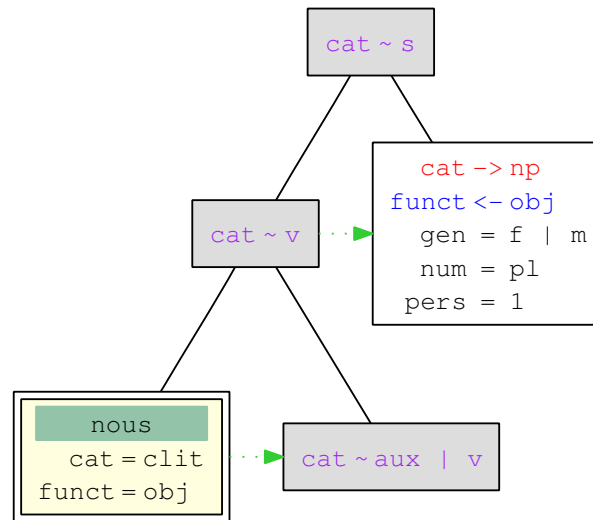 cat ~ s
cat -> np
funct <- obj
gen = f | m
num = pl
pers = 1
cat ~ v
nous
cat = clit
funct = obj
cat ~ aux | v